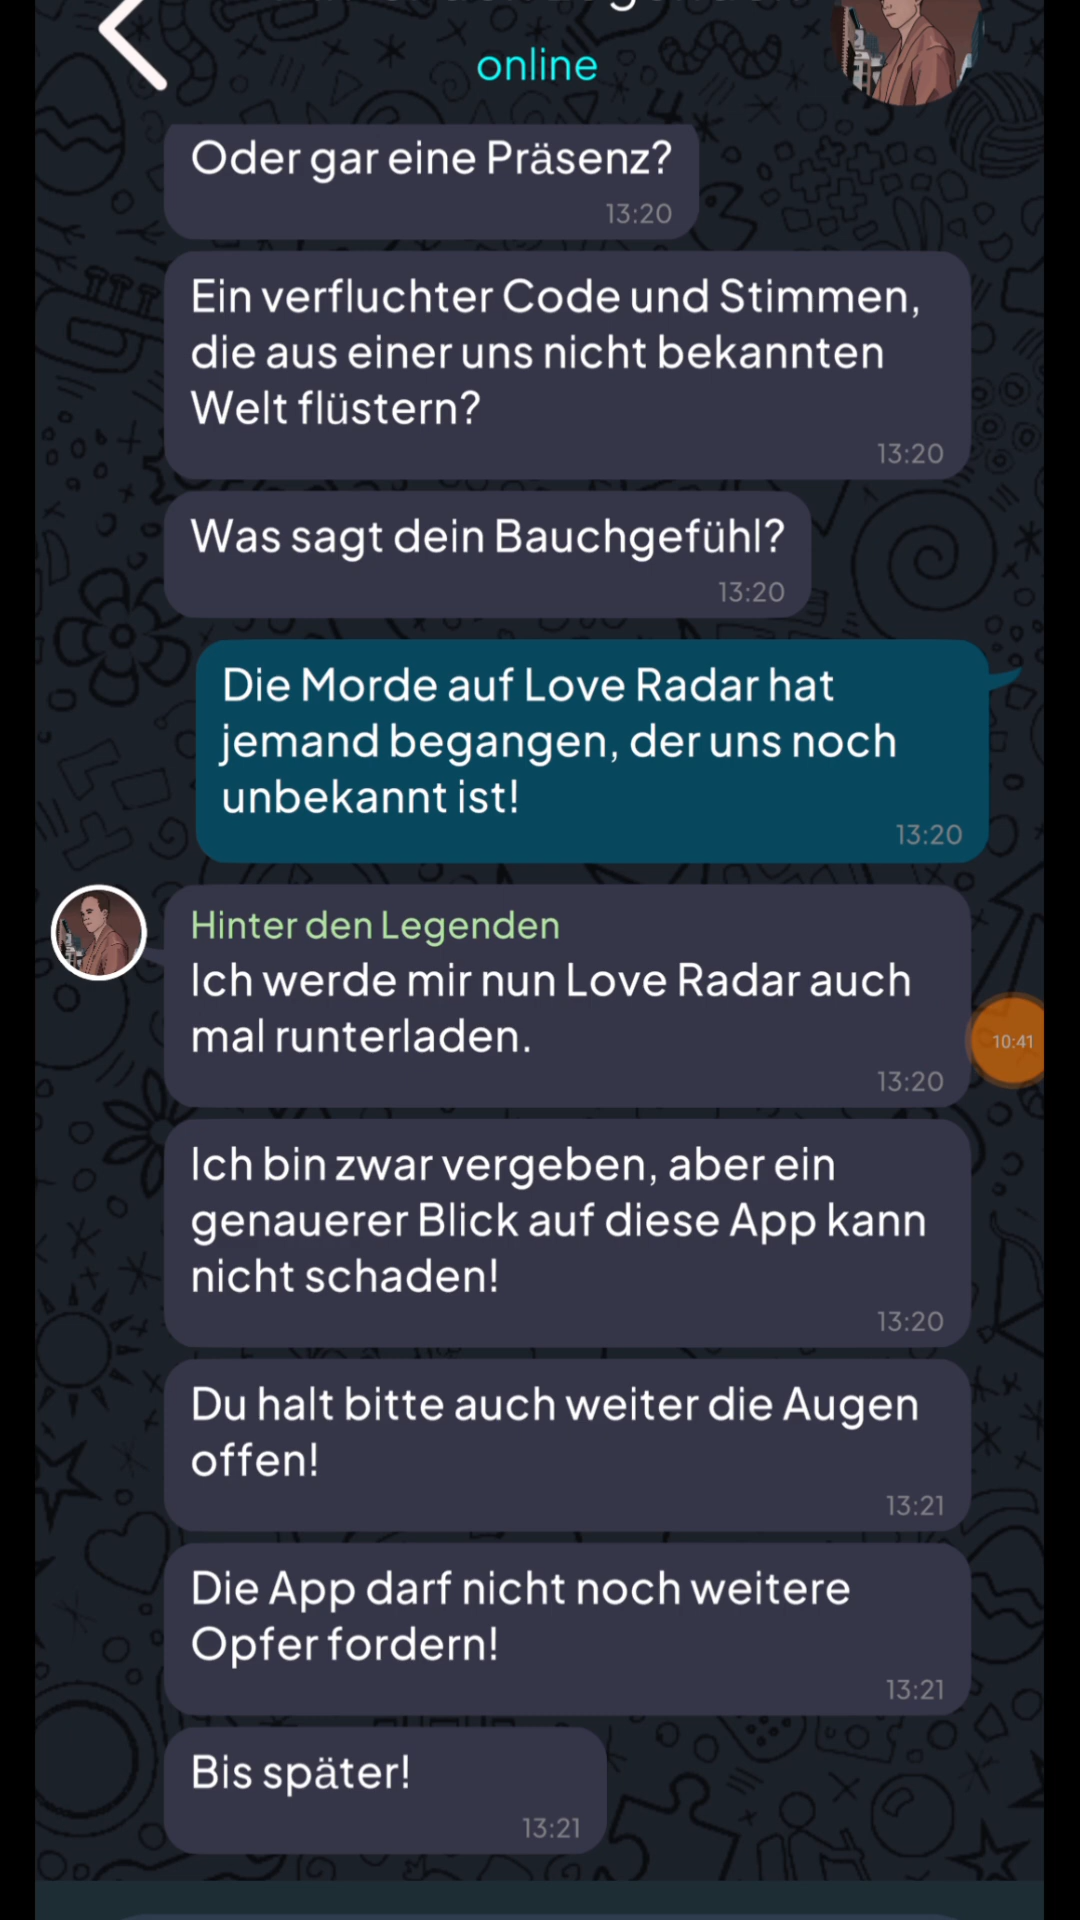 online
Oder gar eine Präsenz?
13:20
Ein verfluchter Code und Stimmen,
die aus einer uns nicht bekannten
Welt flüstern?
13:20
Was sagt dein Bauchgefühl?
13:20
Die Morde auf Love Radar hat
jemand begangen, der uns noch
unbekannt ist!
13:20
Hinter den Legenden
Ich werde mir nun Love Radar auch
mal runterladen.
13:20
10:41
Ich bin zwar vergeben, aber ein
genauerer Blick auf diese App kann
nicht schaden!
13:20
Du halt bitte auch weiter die Augen
offen!
13:21
Die App darf nicht noch weitere
Opfer fordern!
13:21
Bis später!
13:21